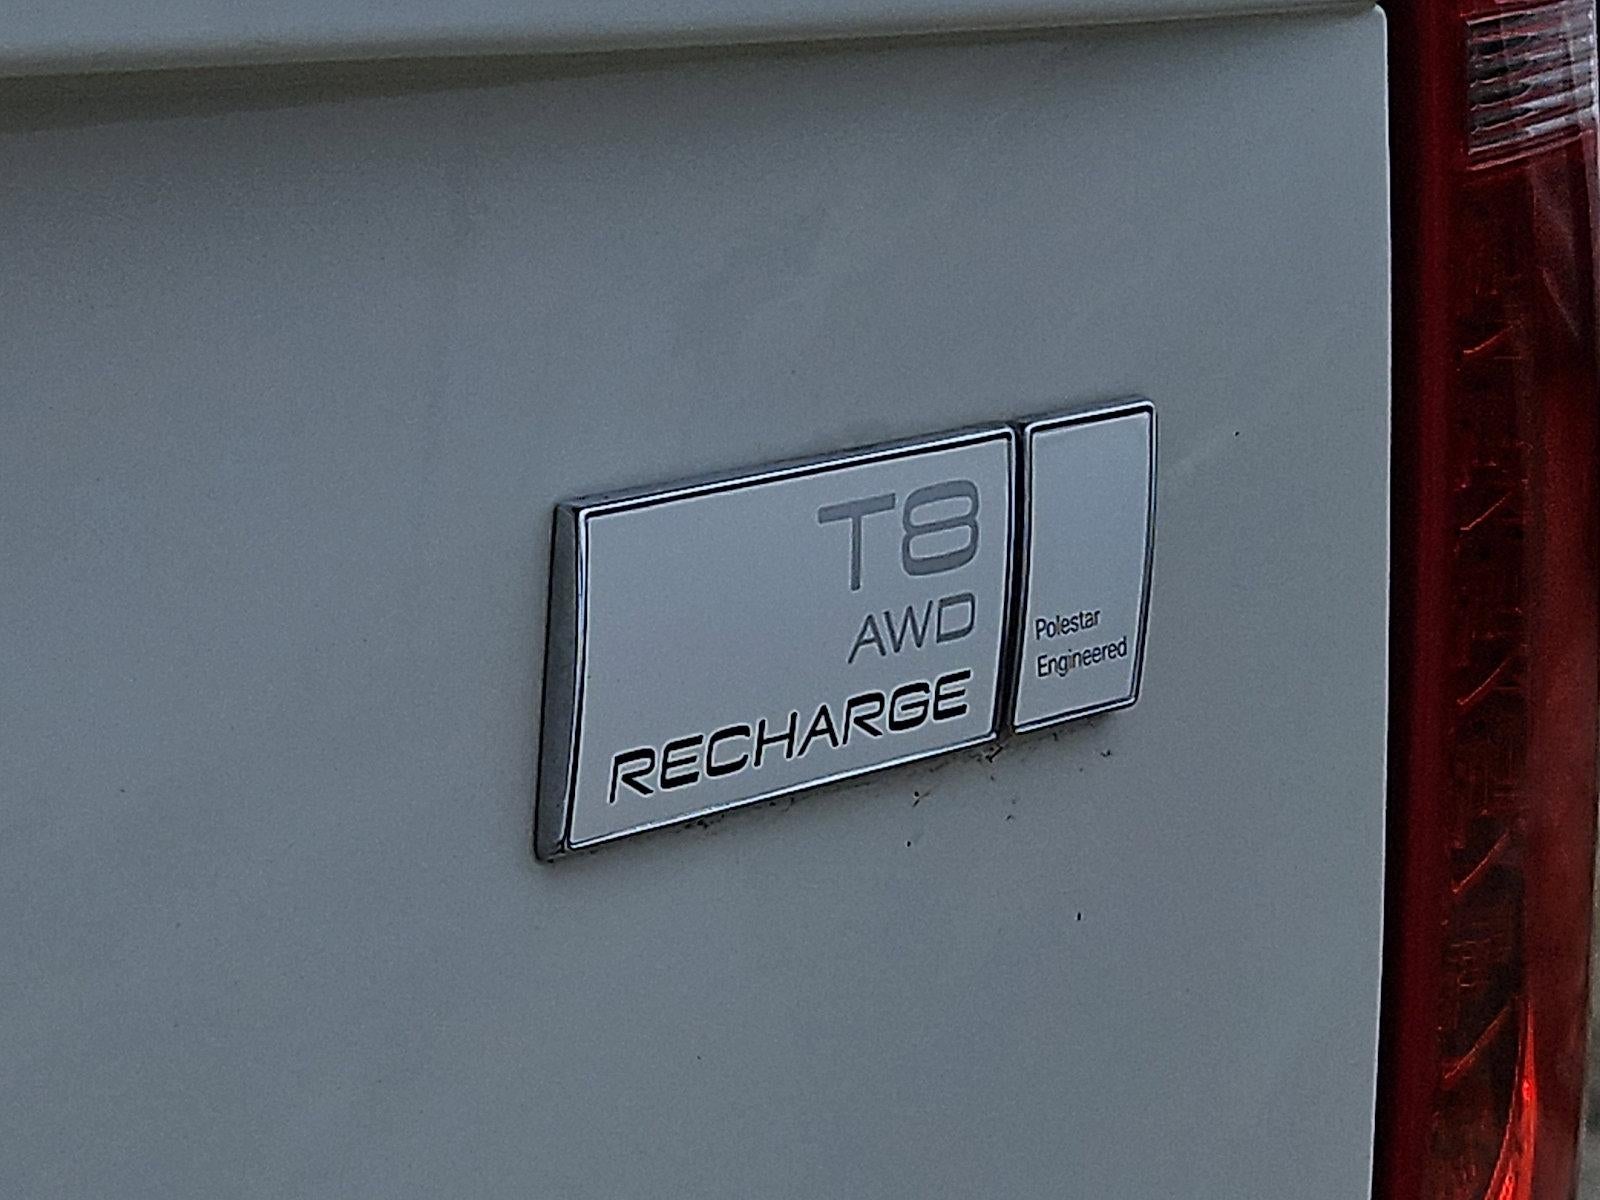 T8
AWD
RECHARGE
Polestar
Engineered